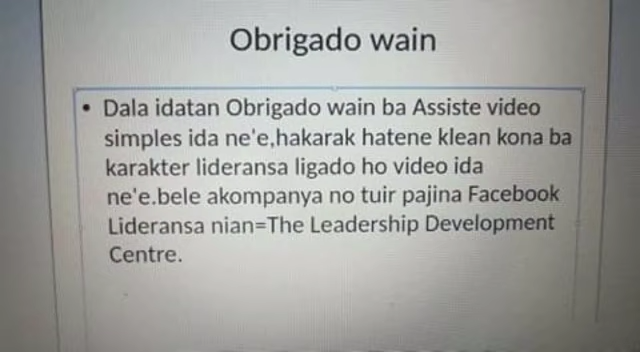 Obrigado wain
• Dala idatan Obrigado wain ba Assiste video
simples ida ne'e,hakarak hatene klean kona ba
karakter lideransa ligado ho video ida
ne'e.bele akompanya no tuir pajina Facebook
Lideransa nian=The Leadership Development
Centre.